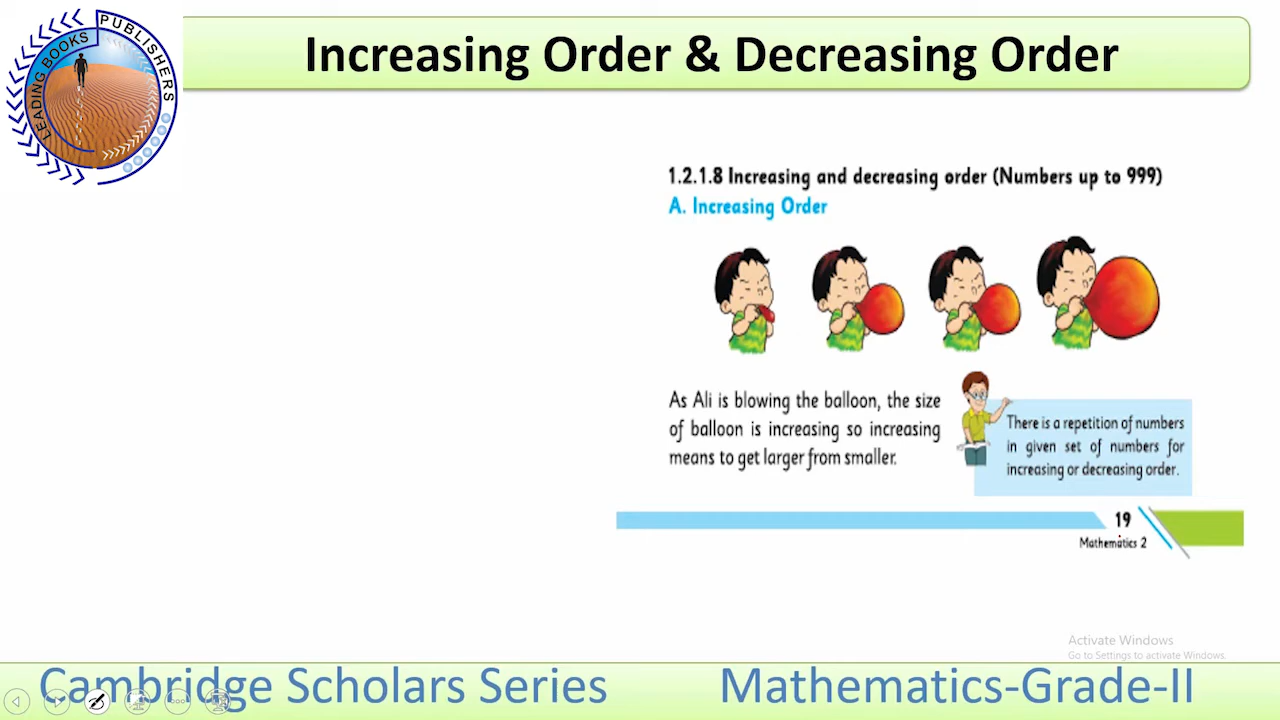 LEADING BOOKS PUBLISHERS
Increasing Order & Decreasing Order
1.2.1.8 Increasing and decreasing order (Numbers up to 999)
A. Increasing Order
As Ali is blowing the balloon, the size
of balloon is increasing so increasing
means to get larger from smaller.
There is a repetition of numbers
in given set of numbers for
increasing or decreasing order.
19
Mathematics 2
Activate Windows
Go to Settings to activate Windows.
Cambridge Scholars Series
Mathematics-Grade-II